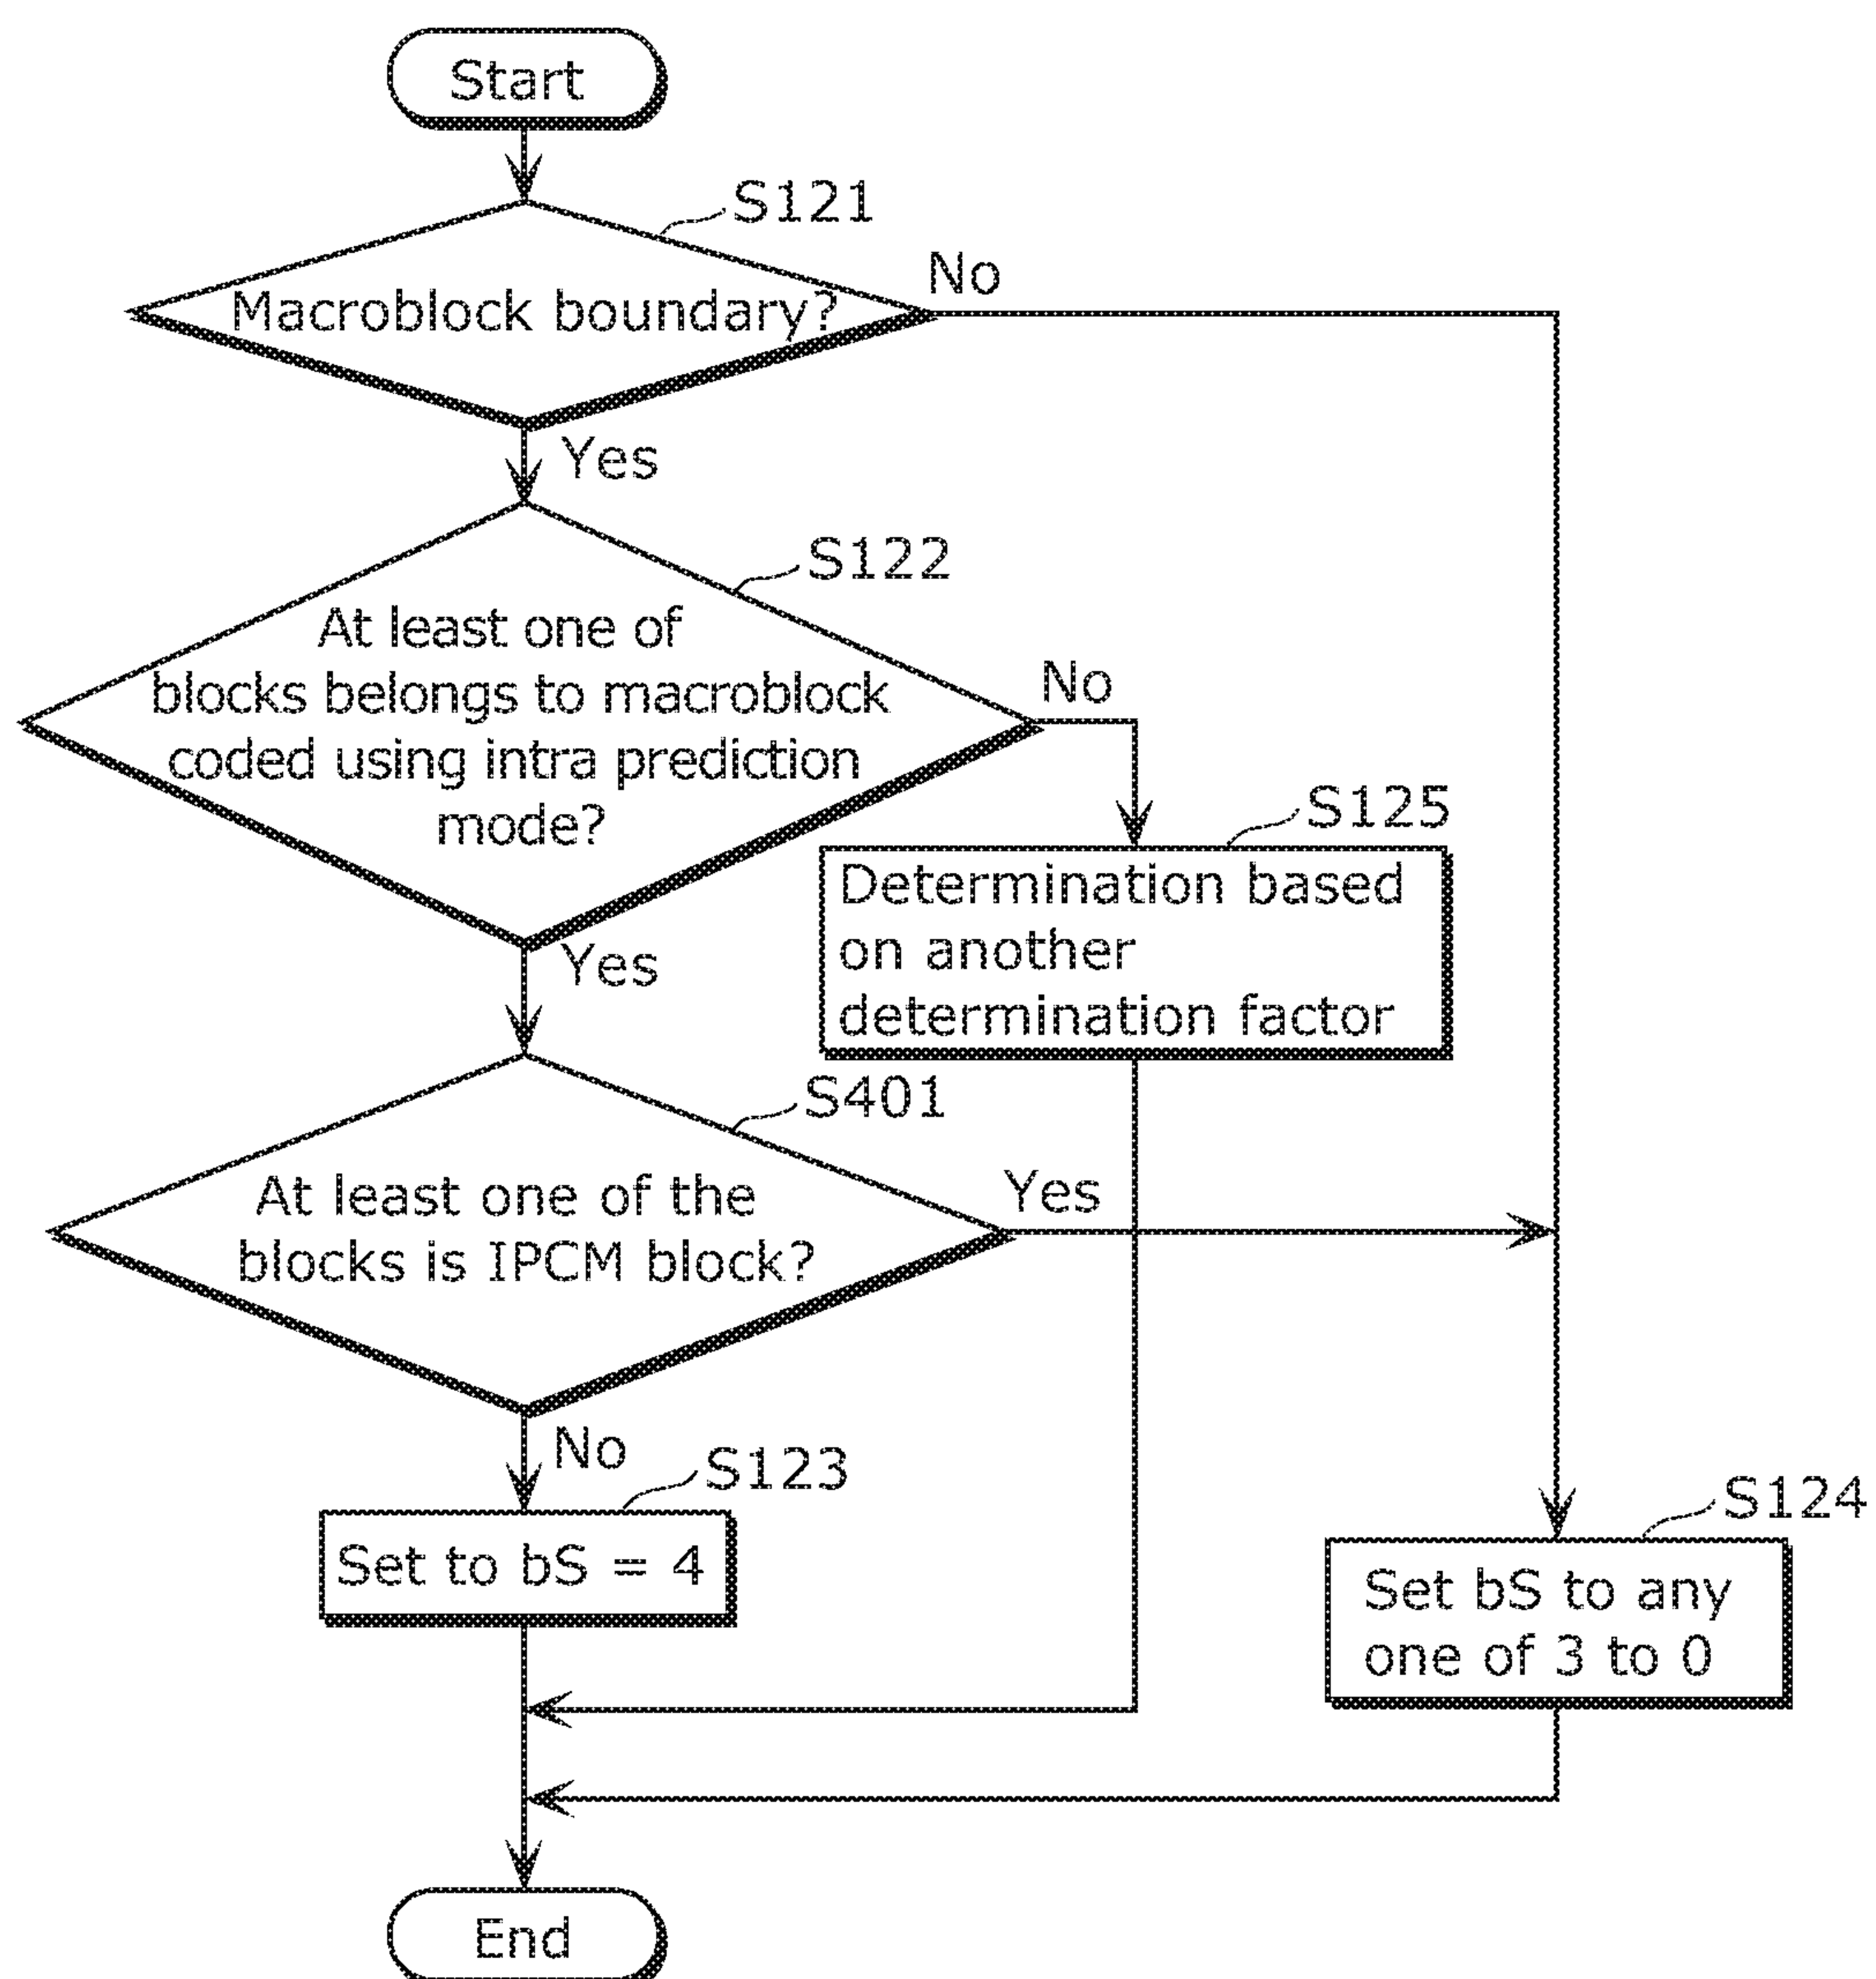 Start
S121
Macroblock boundary?
No
Yes
S122
At least one of
blocks belongs to macroblock
coded using intra prediction
mode?
No
S125
Determination based
on another
determination factor
Yes
S401
At least one of the
blocks is IPCM block?
Yes
No
S123
Set to bS = 4
S124
Set bS to any
one of 3 to 0
End